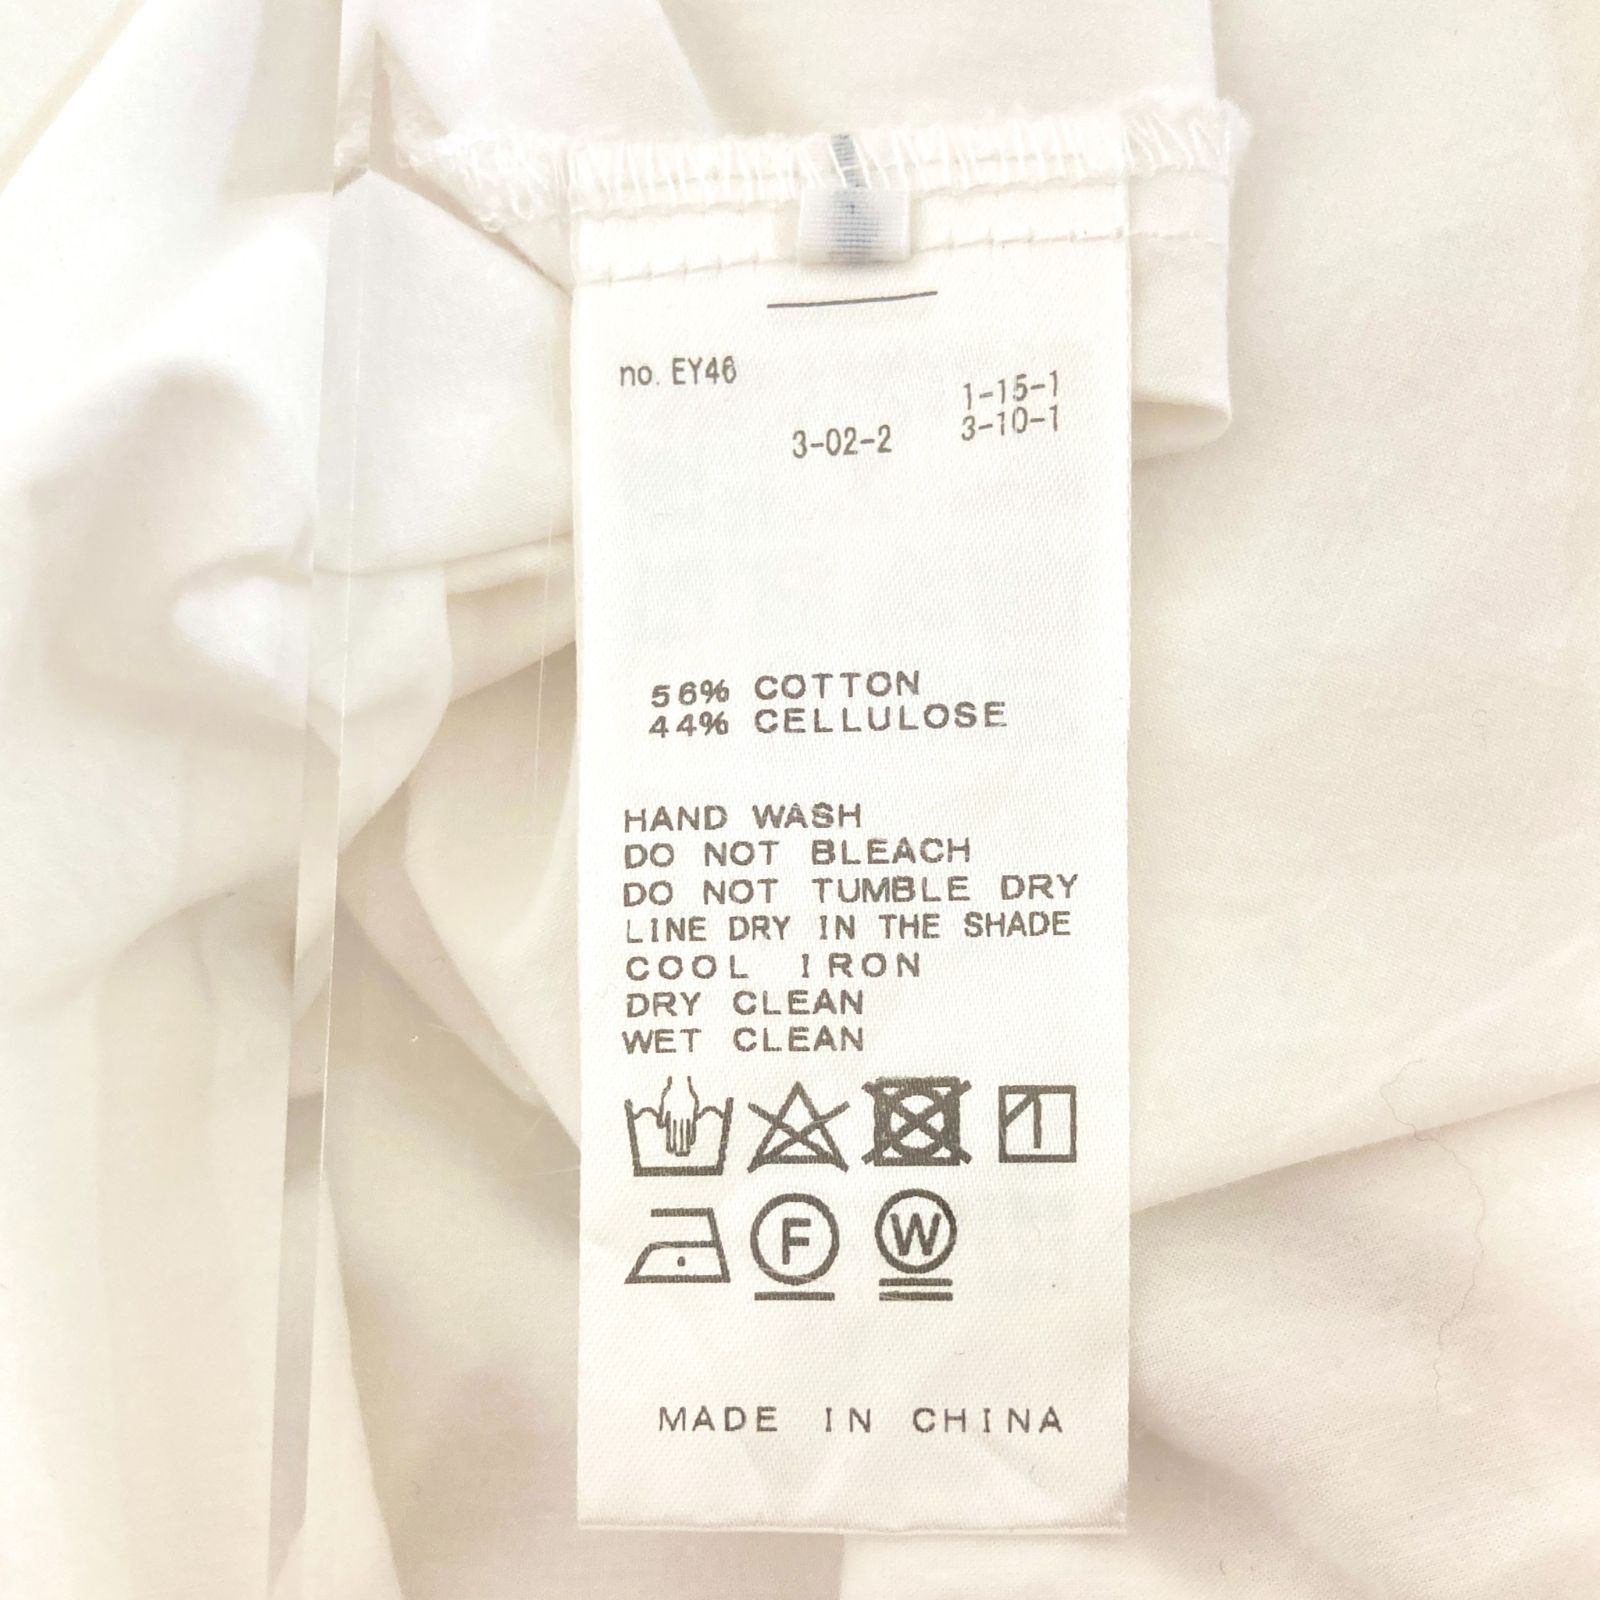 no. EY46
1-15-1
3-02-2 3-10-1
56% COTTON
44% CELLULOSE
HAND WASH
DO NOT BLEACH
DO NOT TUMBLE DRY
LINE DRY IN THE SHADE
COOL IRON
DRY CLEAN
WET CLEAN
F W
MADE IN CHINA